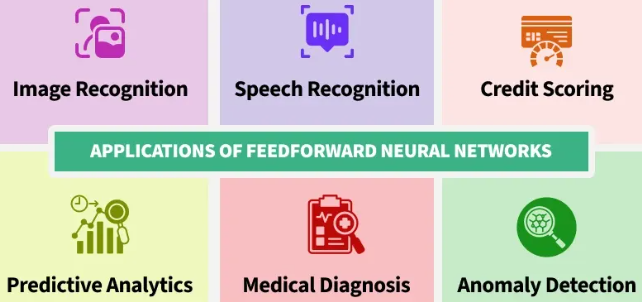 Image Recognition
Speech Recognition
Credit Scoring
APPLICATIONS OF FEEDFORWARD NEURAL NETWORKS
Predictive Analytics
Medical Diagnosis
Anomaly Detection